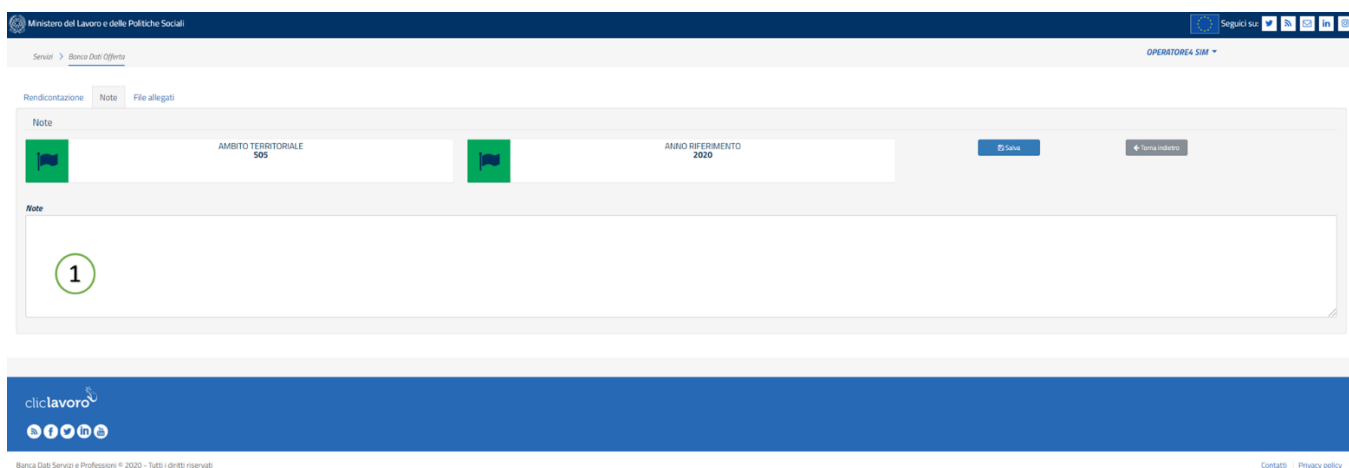 Ministero del Lavoro e delle Politiche Sociali
Seguici su:
Servizi > Banca Dati Offerta
OPERATORE4 SIM
Rendicontazione Note File allegati
Note
AMBITO TERRITORIALE
505
ANNO RIFERIMENTO
2020
Salva
Torna indietro
Note
1
cliclavoro
Banca Dati Servizi e Professioni © 2020 - Tutti i diritti riservati
Contatti | Privacy policy